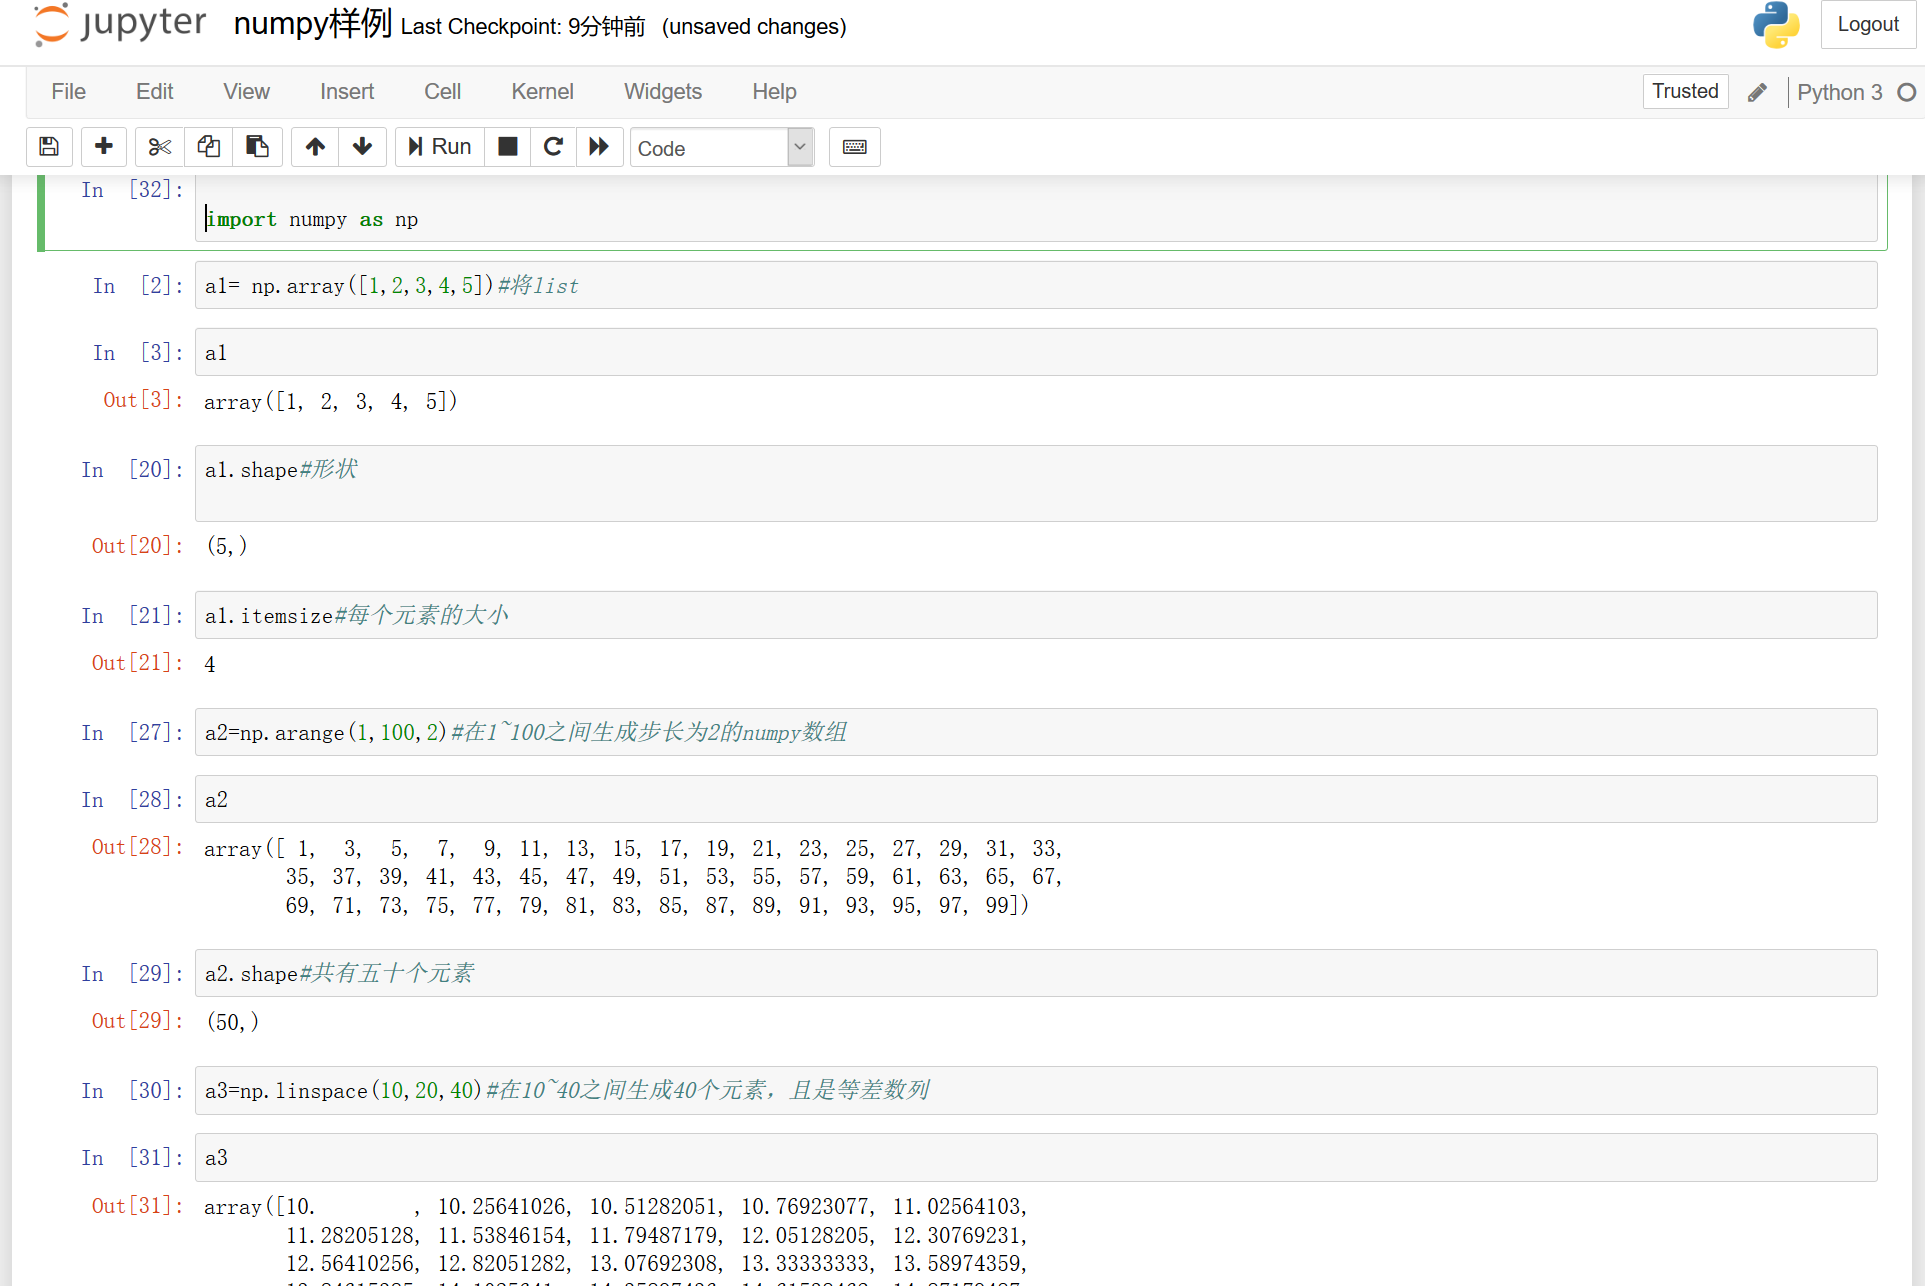 jupyter numpy样例 Last Checkpoint: 9分钟前 (unsaved changes) Logout
File Edit View Insert Cell Kernel Widgets Help Trusted Python 3
Run Code
In [32]:
import numpy as np
In [2]: a1= np.array([1,2,3,4,5])#将list
In [3]: a1
Out[3]: array([1, 2, 3, 4, 5])
In [20]: a1.shape#形状
Out[20]: (5,)
In [21]: a1.itemsize#每个元素的大小
Out[21]: 4
In [27]: a2=np.arange(1,100,2)#在1~100之间生成步长为2的numpy数组
In [28]: a2
Out[28]: array([ 1, 3, 5, 7, 9, 11, 13, 15, 17, 19, 21, 23, 25, 27, 29, 31, 33,
35, 37, 39, 41, 43, 45, 47, 49, 51, 53, 55, 57, 59, 61, 63, 65, 67,
69, 71, 73, 75, 77, 79, 81, 83, 85, 87, 89, 91, 93, 95, 97, 99])
In [29]: a2.shape#共有五十个元素
Out[29]: (50,)
In [30]: a3=np.linspace(10,20,40)#在10~40之间生成40个元素，且是等差数列
In [31]: a3
Out[31]: array([10. , 10.25641026, 10.51282051, 10.76923077, 11.02564103,
11.28205128, 11.53846154, 11.79487179, 12.05128205, 12.30769231,
12.56410256, 12.82051282, 13.07692308, 13.33333333, 13.58974359,